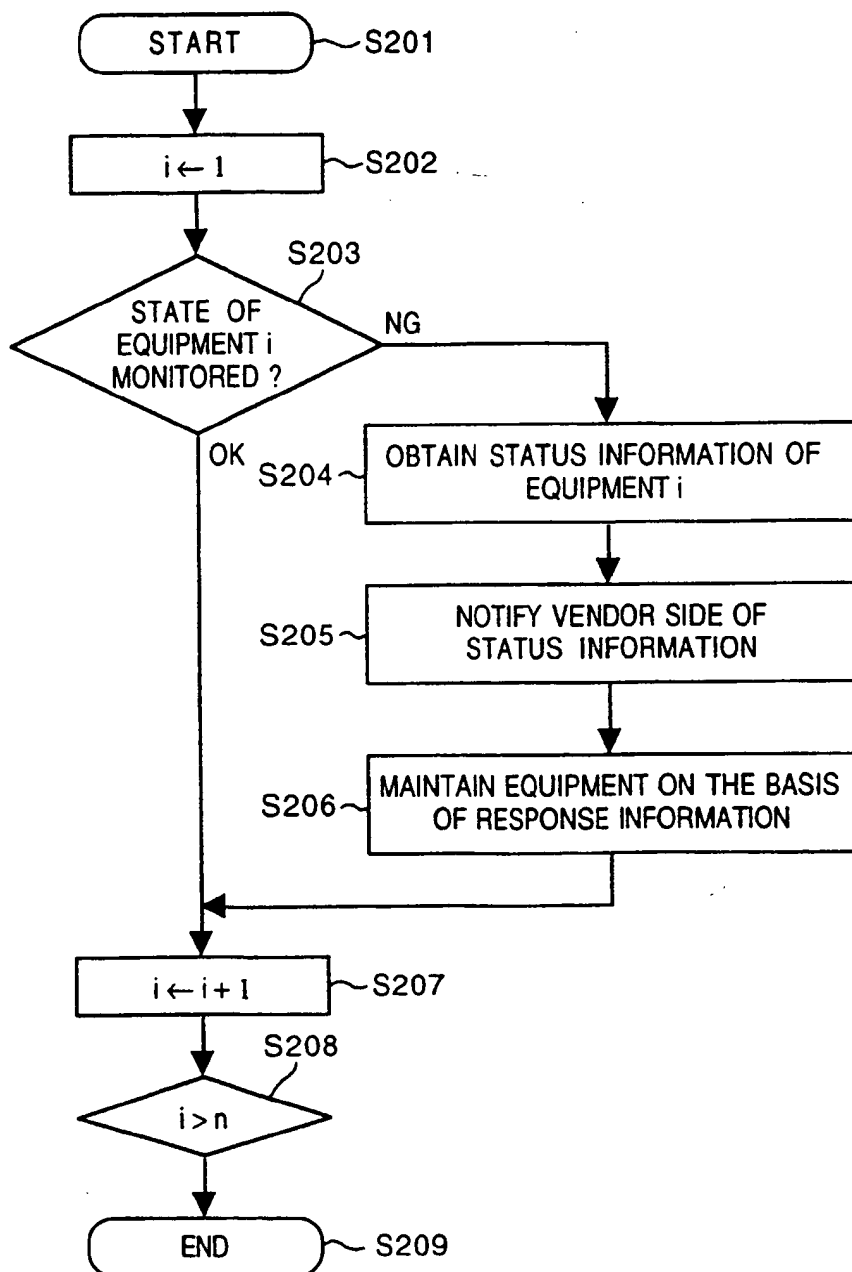 START
S201
i ← 1
S202
S203
STATE OF
EQUIPMENT i
MONITORED ?
NG
OK
S204
OBTAIN STATUS INFORMATION OF
EQUIPMENT i
S205
NOTIFY VENDOR SIDE OF
STATUS INFORMATION
S206
MAINTAIN EQUIPMENT ON THE BASIS
OF RESPONSE INFORMATION
i ← i + 1
S207
S208
i > n
END
S209